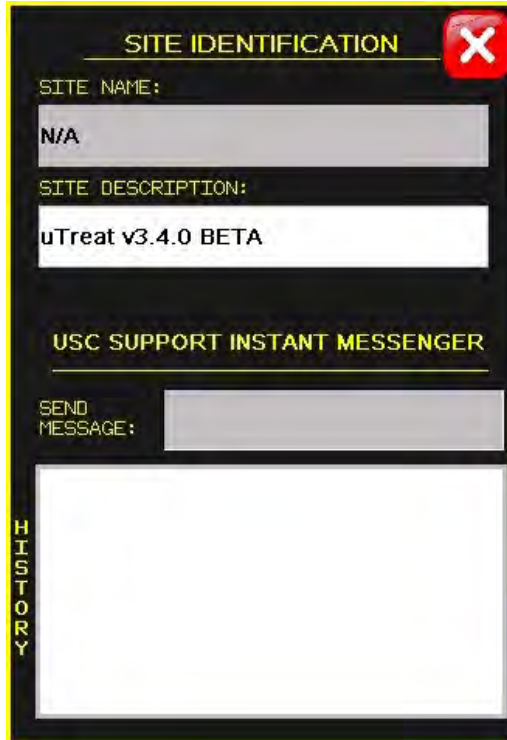 SITE IDENTIFICATION
SITE NAME:
N/A
SITE DESCRIPTION:
uTreat v3.4.0 BETA
USC SUPPORT INSTANT MESSENGER
SEND
MESSAGE:
HISTORY